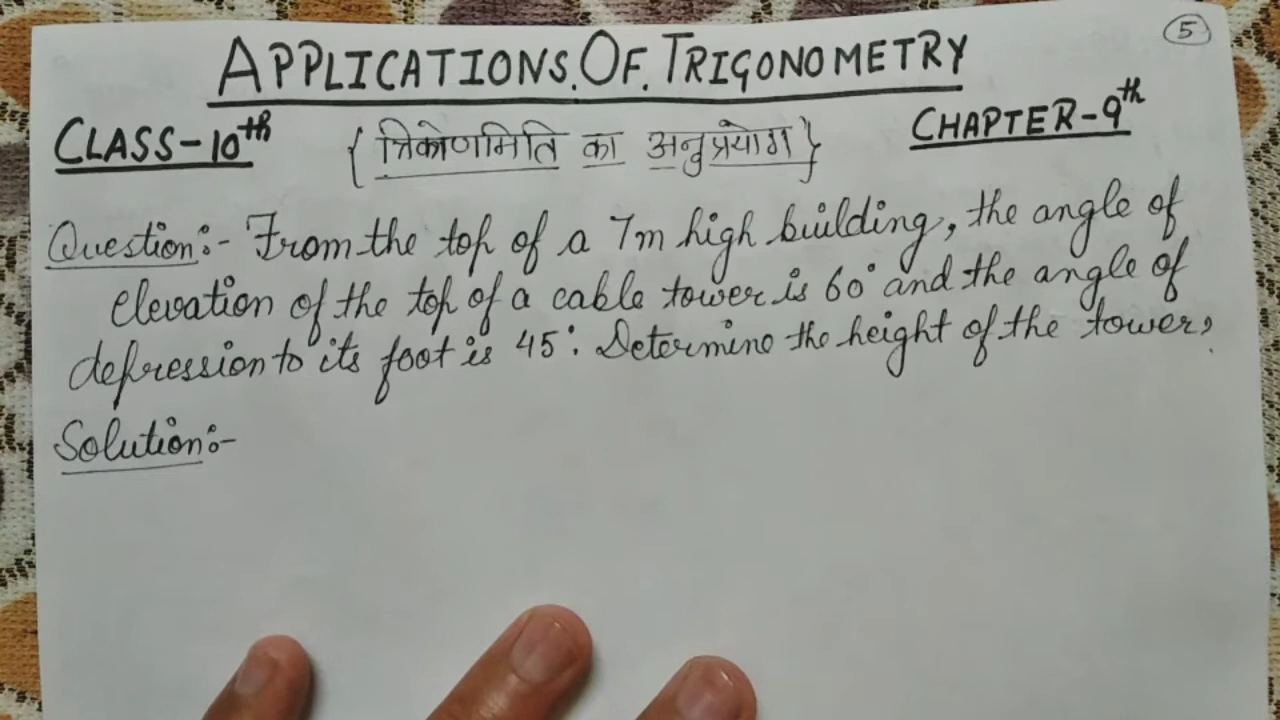 5
APPLICATIONS.OF.TRIGONOMETRY
CLASS-10th {त्रिकोणमिति का अनुप्रयोग} CHAPTER-9th
Question:- From the top of a 7m high building, the angle of
elevation of the top of a cable tower is 60° and the angle of
depression to its foot is 45°. Determine the height of the tower.
Solution:-